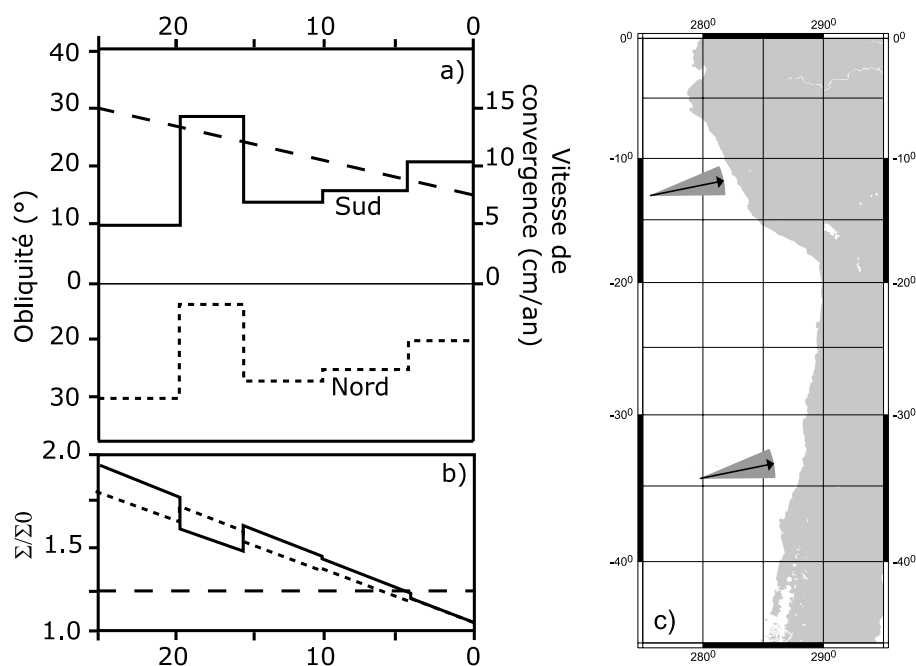 20 10 0
40
30
20
10
0
20
30
Obliquité (°)
a)
Sud
Nord
15
10
5
0
Vitesse de
convergence (cm/an)
2.0
1.5
1.0
Σ/Σ0
b)
20 10 0
280⁰ 290⁰
0⁰ 0⁰
-10⁰ -10⁰
-20⁰ -20⁰
-30⁰ -30⁰
-40⁰ -40⁰
c)
280⁰ 290⁰